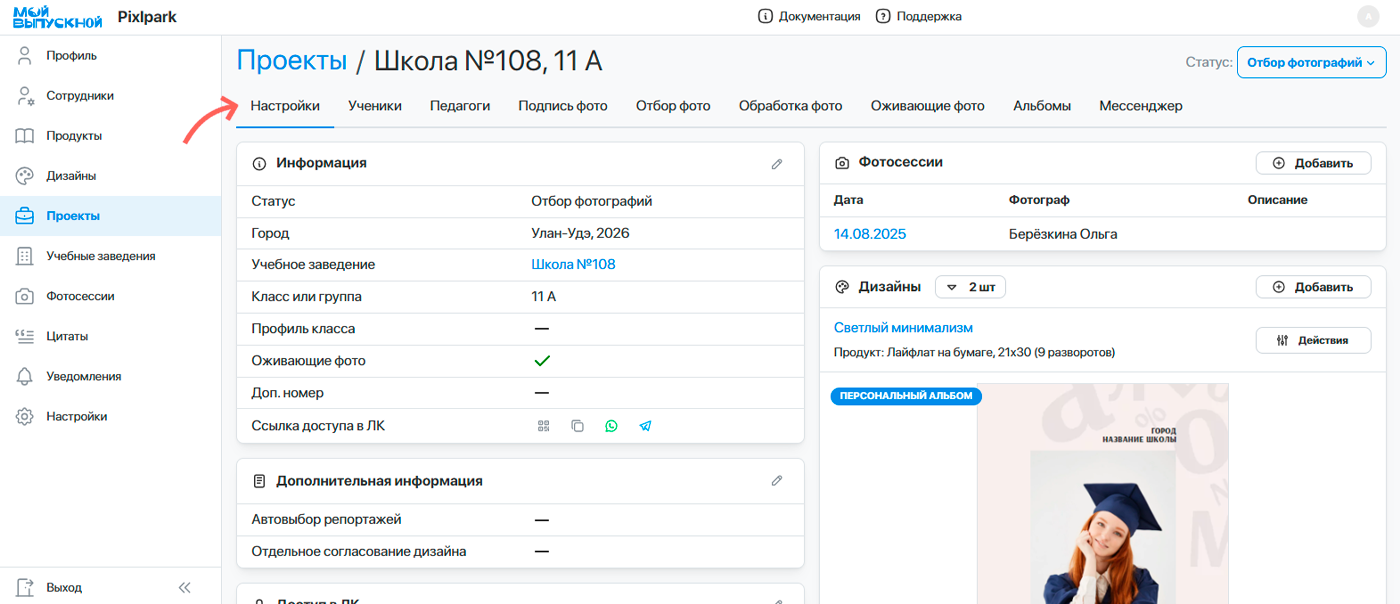 МОЙ ВЫПУСКНОЙ
Pixlpark
Документация
Поддержка
А
Профиль
Сотрудники
Продукты
Дизайны
Проекты
Учебные заведения
Фотосессии
Цитаты
Уведомления
Настройки
Выход
Проекты / Школа №108, 11 А
Статус: Отбор фотографий
Настройки Ученики Педагоги Подпись фото Отбор фото Обработка фото Оживающие фото Альбомы Мессенджер
Информация
Статус Отбор фотографий
Город Улан-Удэ, 2026
Учебное заведение Школа №108
Класс или группа 11 А
Профиль класса —
Оживающие фото
Доп. номер —
Ссылка доступа в ЛК
Дополнительная информация
Автовыбор репортажей —
Отдельное согласование дизайна —
Доступ в ЛК
Фотосессии Добавить
Дата Фотограф Описание
14.08.2025 Берёзкина Ольга
Дизайны 2 шт Добавить
Светлый минимализм
Продукт: Лайфлат на бумаге, 21x30 (9 разворотов)
Действия
ПЕРСОНАЛЬНЫЙ АЛЬБОМ
ГОРОД
НАЗВАНИЕ ШКОЛЫ